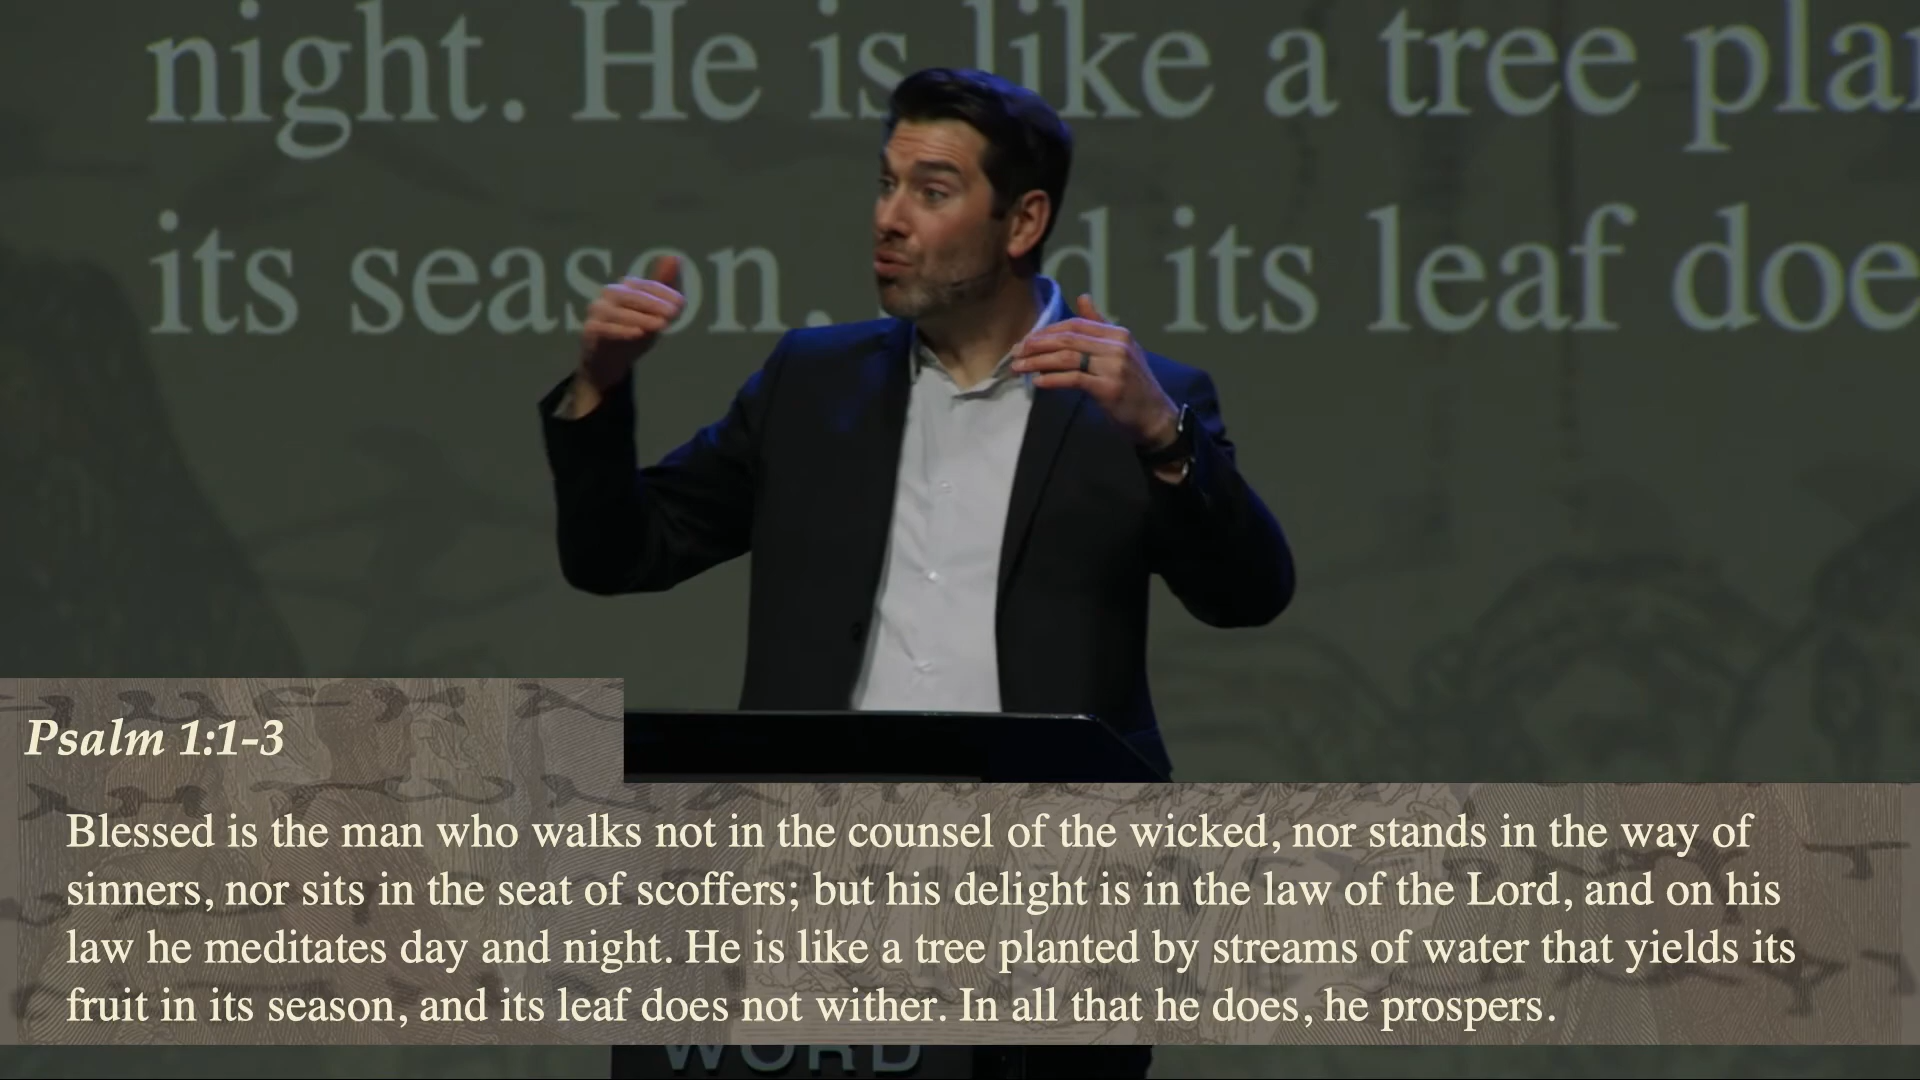 night. He is like a tree
its season, its leaf
Psalm 1:1-3
Blessed is the man who walks not in the counsel of the wicked, nor stands in the way of
sinners, nor sits in the seat of scoffers; but his delight is in the law of the Lord, and on his
law he meditates day and night. He is like a tree planted by streams of water that yields its
fruit in its season, and its leaf does not wither. In all that he does, he prospers.
WORD